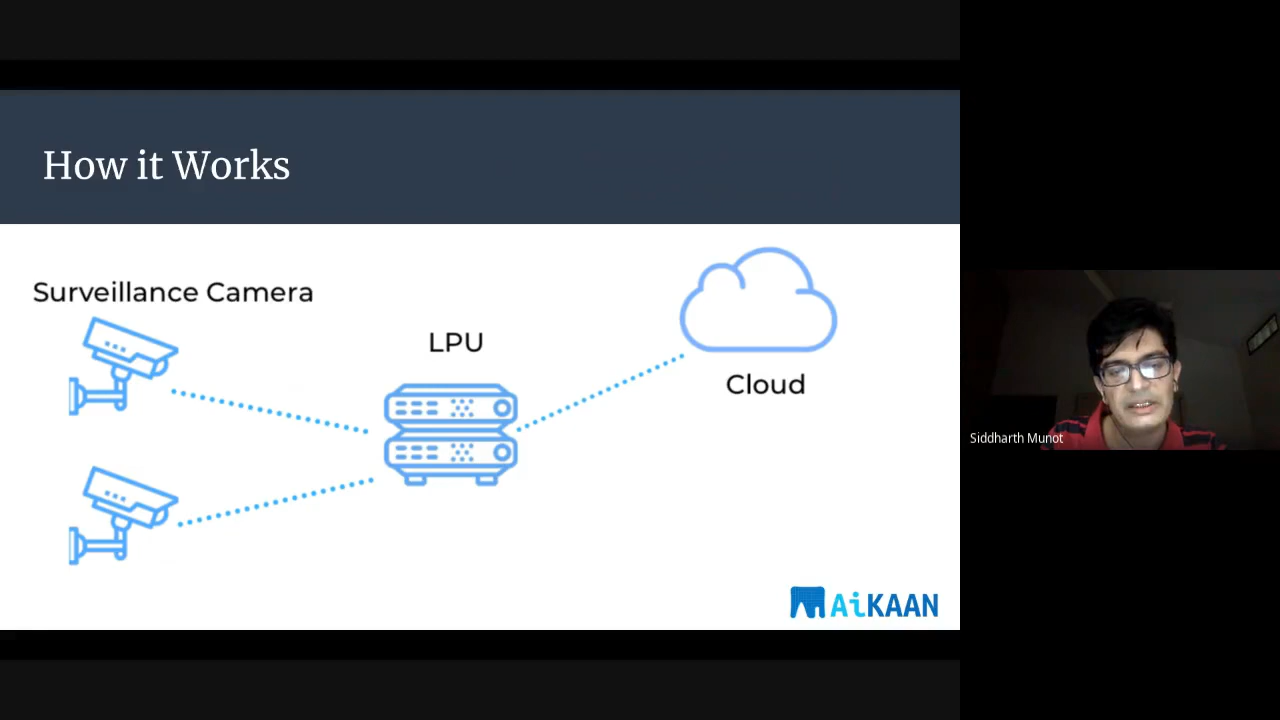 How it Works
Surveillance Camera
LPU
Cloud
AiKAAN
Siddharth Munot